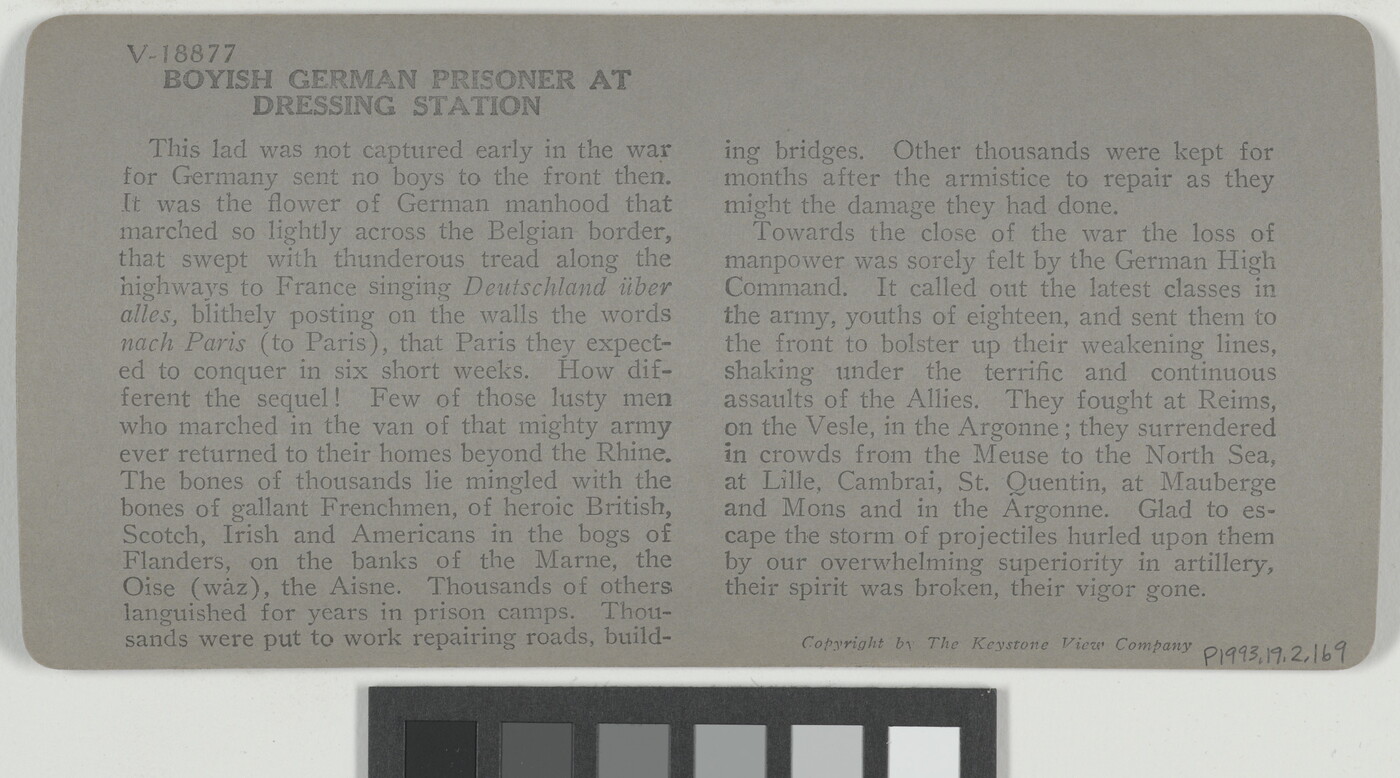 V-18877
BOYISH GERMAN PRISONER AT
DRESSING STATION
This lad was not captured early in the war
for Germany sent no boys to the front then.
It was the flower of German manhood that
marched so lightly across the Belgian border,
that swept with thunderous tread along the
highways to France singing Deutschland über
alles, blithely posting on the walls the words
nach Paris (to Paris), that Paris they expect-
ed to conquer in six short weeks. How dif-
ferent the sequel! Few of those lusty men
who marched in the van of that mighty army
ever returned to their homes beyond the Rhine.
The bones of thousands lie mingled with the
bones of gallant Frenchmen, of heroic British,
Scotch, Irish and Americans in the bogs of
Flanders, on the banks of the Marne, the
Oise (wàz), the Aisne. Thousands of others
languished for years in prison camps. Thou-
sands were put to work repairing roads, build-
ing bridges. Other thousands were kept for
months after the armistice to repair as they
might the damage they had done.
Towards the close of the war the loss of
manpower was sorely felt by the German High
Command. It called out the latest classes in
the army, youths of eighteen, and sent them to
the front to bolster up their weakening lines,
shaking under the terrific and continuous
assaults of the Allies. They fought at Reims,
on the Vesle, in the Argonne; they surrendered
in crowds from the Meuse to the North Sea,
at Lille, Cambrai, St. Quentin, at Mauberge
and Mons and in the Argonne. Glad to es-
cape the storm of projectiles hurled upon them
by our overwhelming superiority in artillery,
their spirit was broken, their vigor gone.
Copyright by The Keystone View Company
P1993.19.2.169